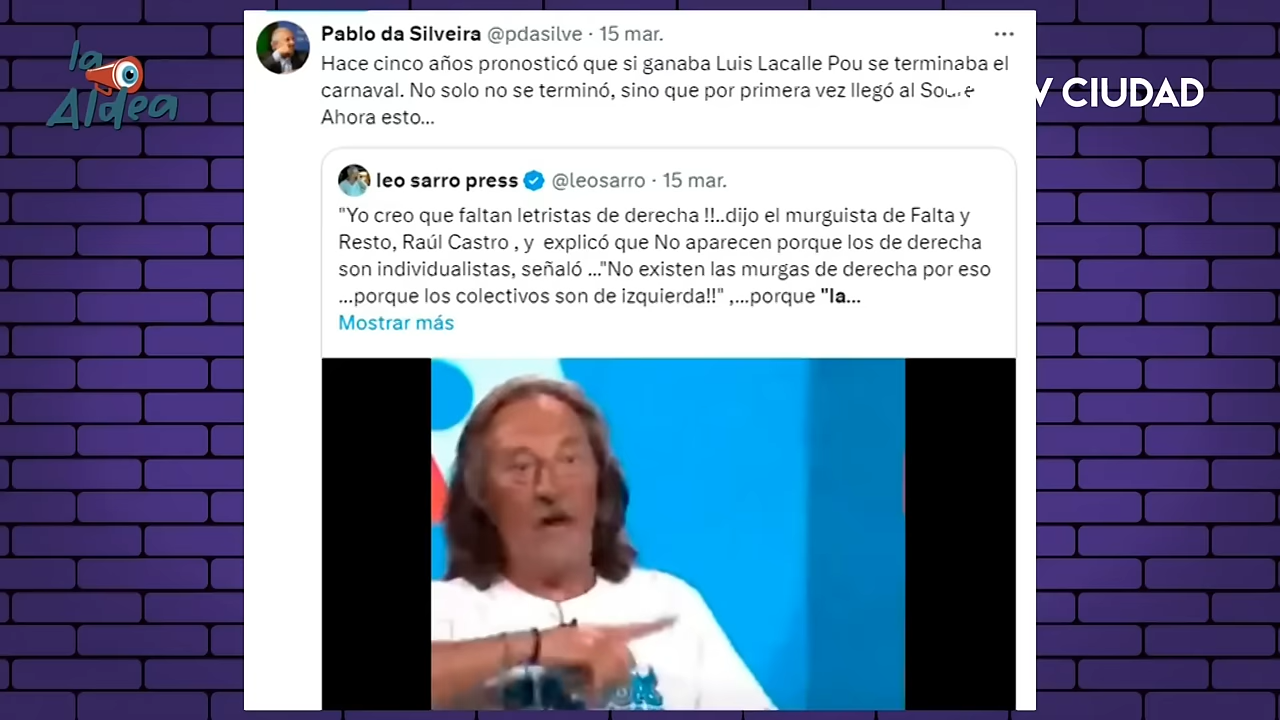 la
Aldea
V CIUDAD
Pablo da Silveira @pdasilve · 15 mar.
Hace cinco años pronosticó que si ganaba Luis Lacalle Pou se terminaba el
carnaval. No solo no se terminó, sino que por primera vez llegó al
Ahora esto...
leo sarro press @leosarro · 15 mar.
"Yo creo que faltan letristas de derecha !!..dijo el murguista de Falta y
Resto, Raúl Castro , y explicó que No aparecen porque los de derecha
son individualistas, señaló ..."No existen las murgas de derecha por eso
...porque los colectivos son de izquierda!!" ,...porque "la...
Mostrar más